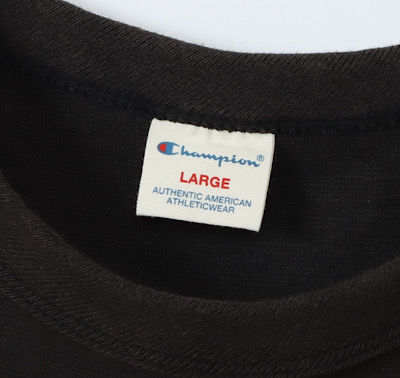 Champion®
LARGE
AUTHENTIC AMERICAN
ATHLETICWEAR